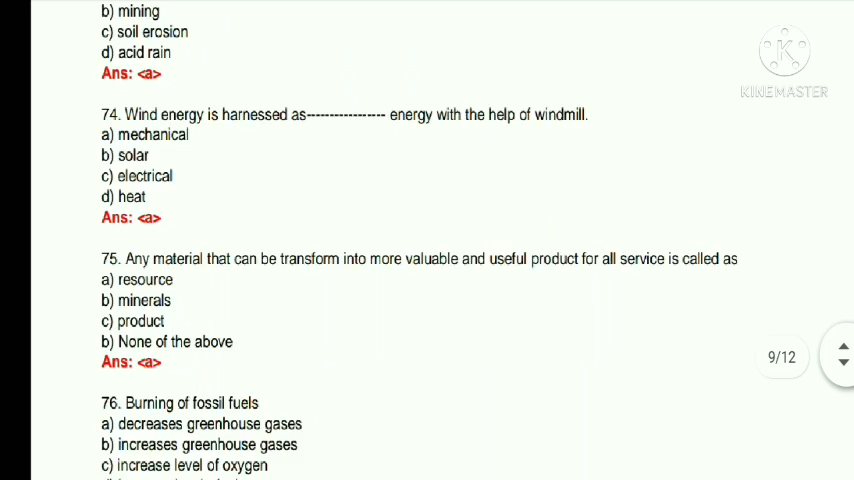 b) mining
c) soil erosion
d) acid rain
Ans: <a>
K
KINEMASTER
74. Wind energy is harnessed as----------------- energy with the help of windmill.
a) mechanical
b) solar
c) electrical
d) heat
Ans: <a>
75. Any material that can be transform into more valuable and useful product for all service is called as
a) resource
b) minerals
c) product
b) None of the above
Ans: <a>
9/12
76. Burning of fossil fuels
a) decreases greenhouse gases
b) increases greenhouse gases
c) increase level of oxygen